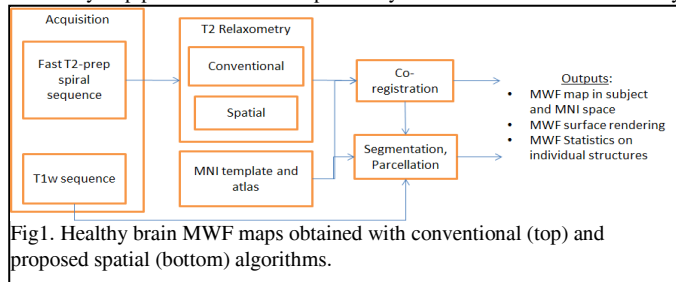 Acquisition
Fast T2-prep
spiral
sequence
T1w sequence
T2 Relaxometry
Conventional
Spatial
MNI template and
atlas
Co-
registration
Segmentation,
Parcellation
Outputs:
• MWF map in subject
and MNI space
• MWF surface rendering
• MWF Statistics on
individual structures
Fig1. Healthy brain MWF maps obtained with conventional (top) and
proposed spatial (bottom) algorithms.